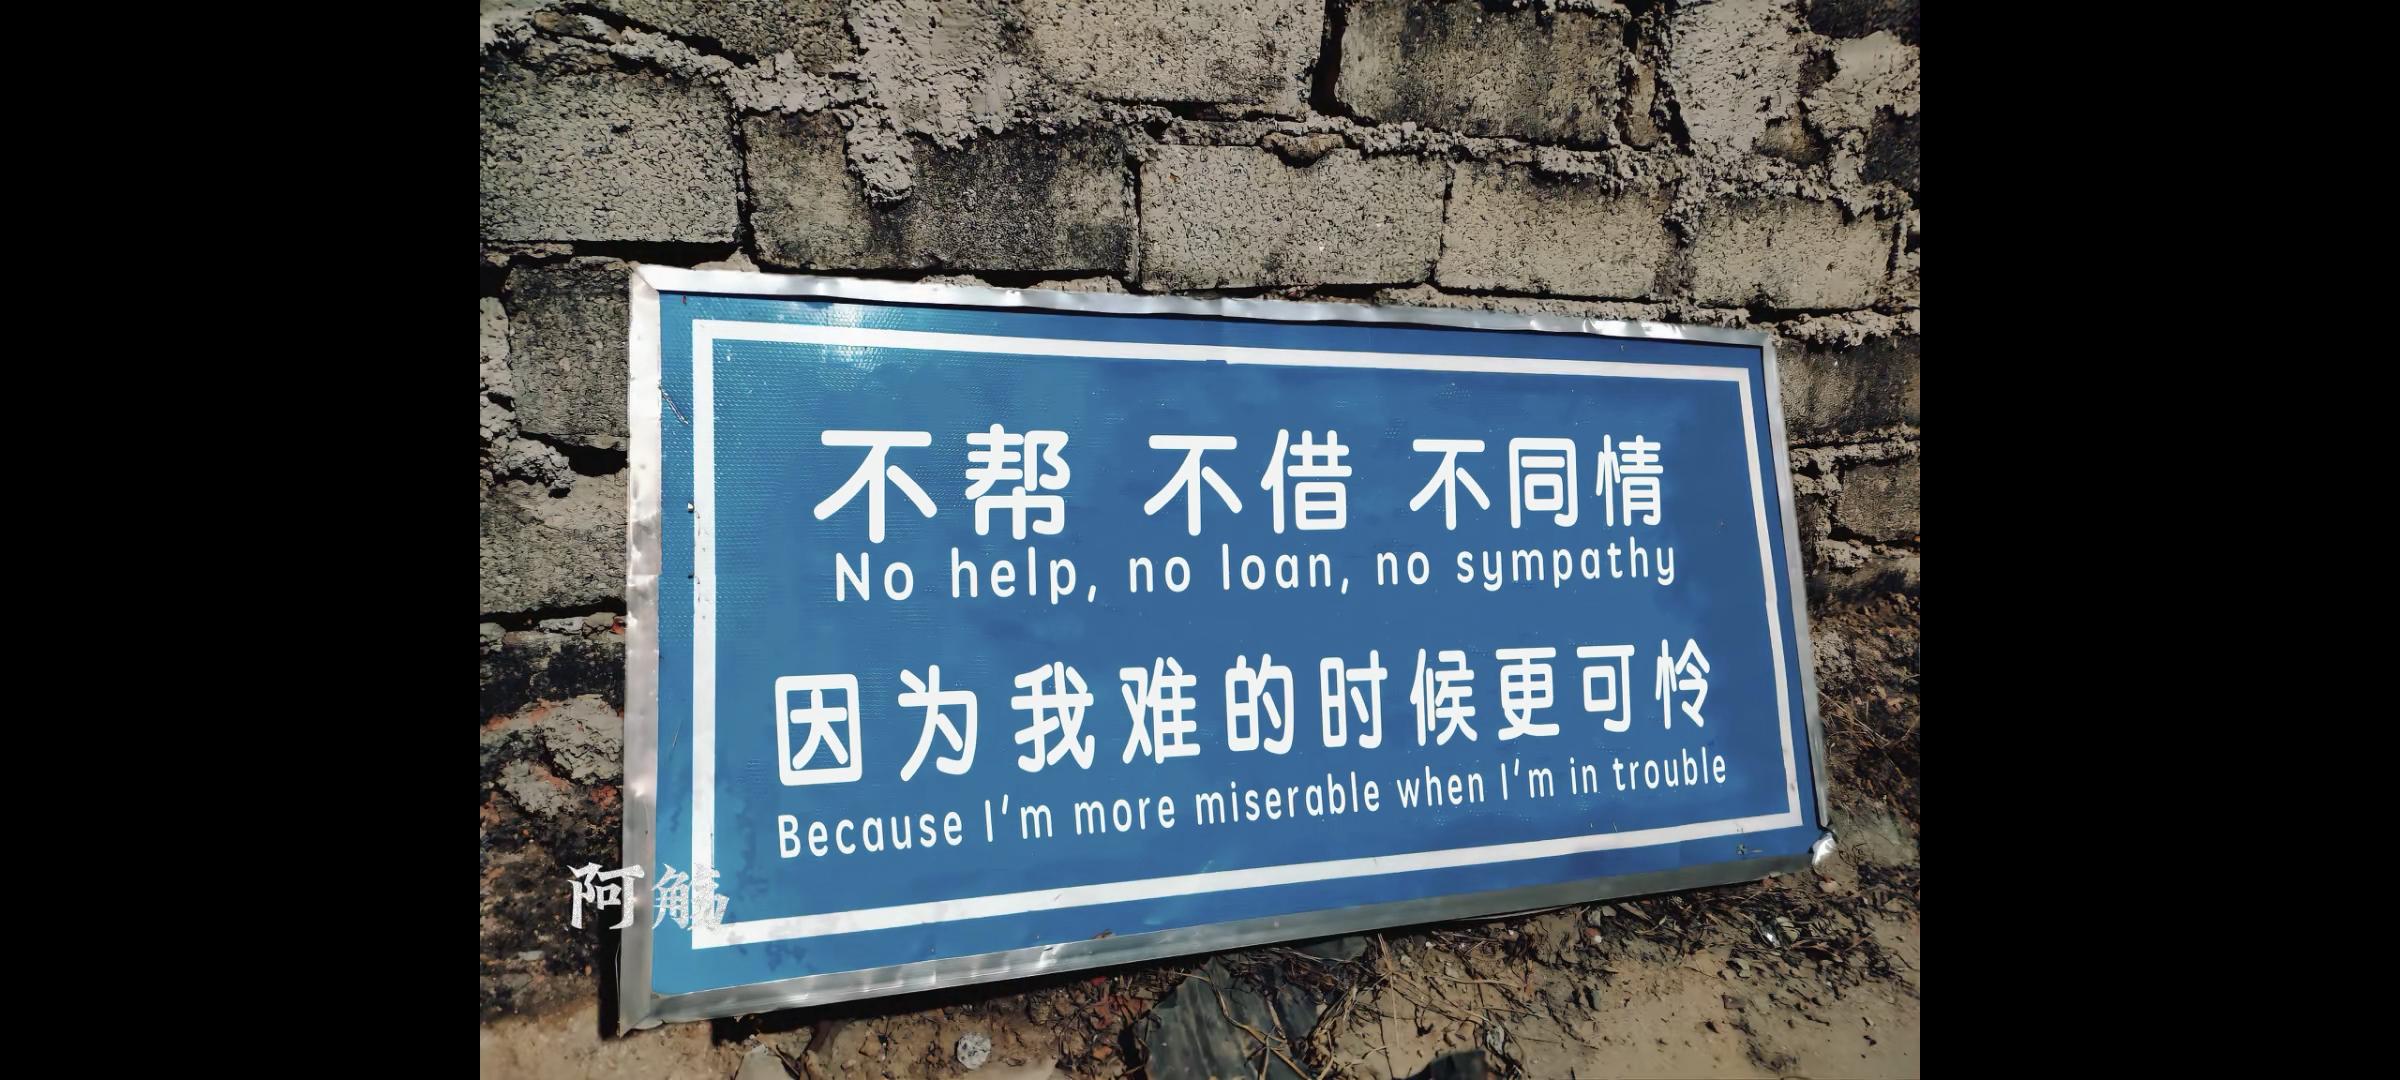 不帮 不借 不同情
No help, no loan, no sympathy
因为我难的时候更可怜
Because I'm more miserable when I'm in trouble
阿觥